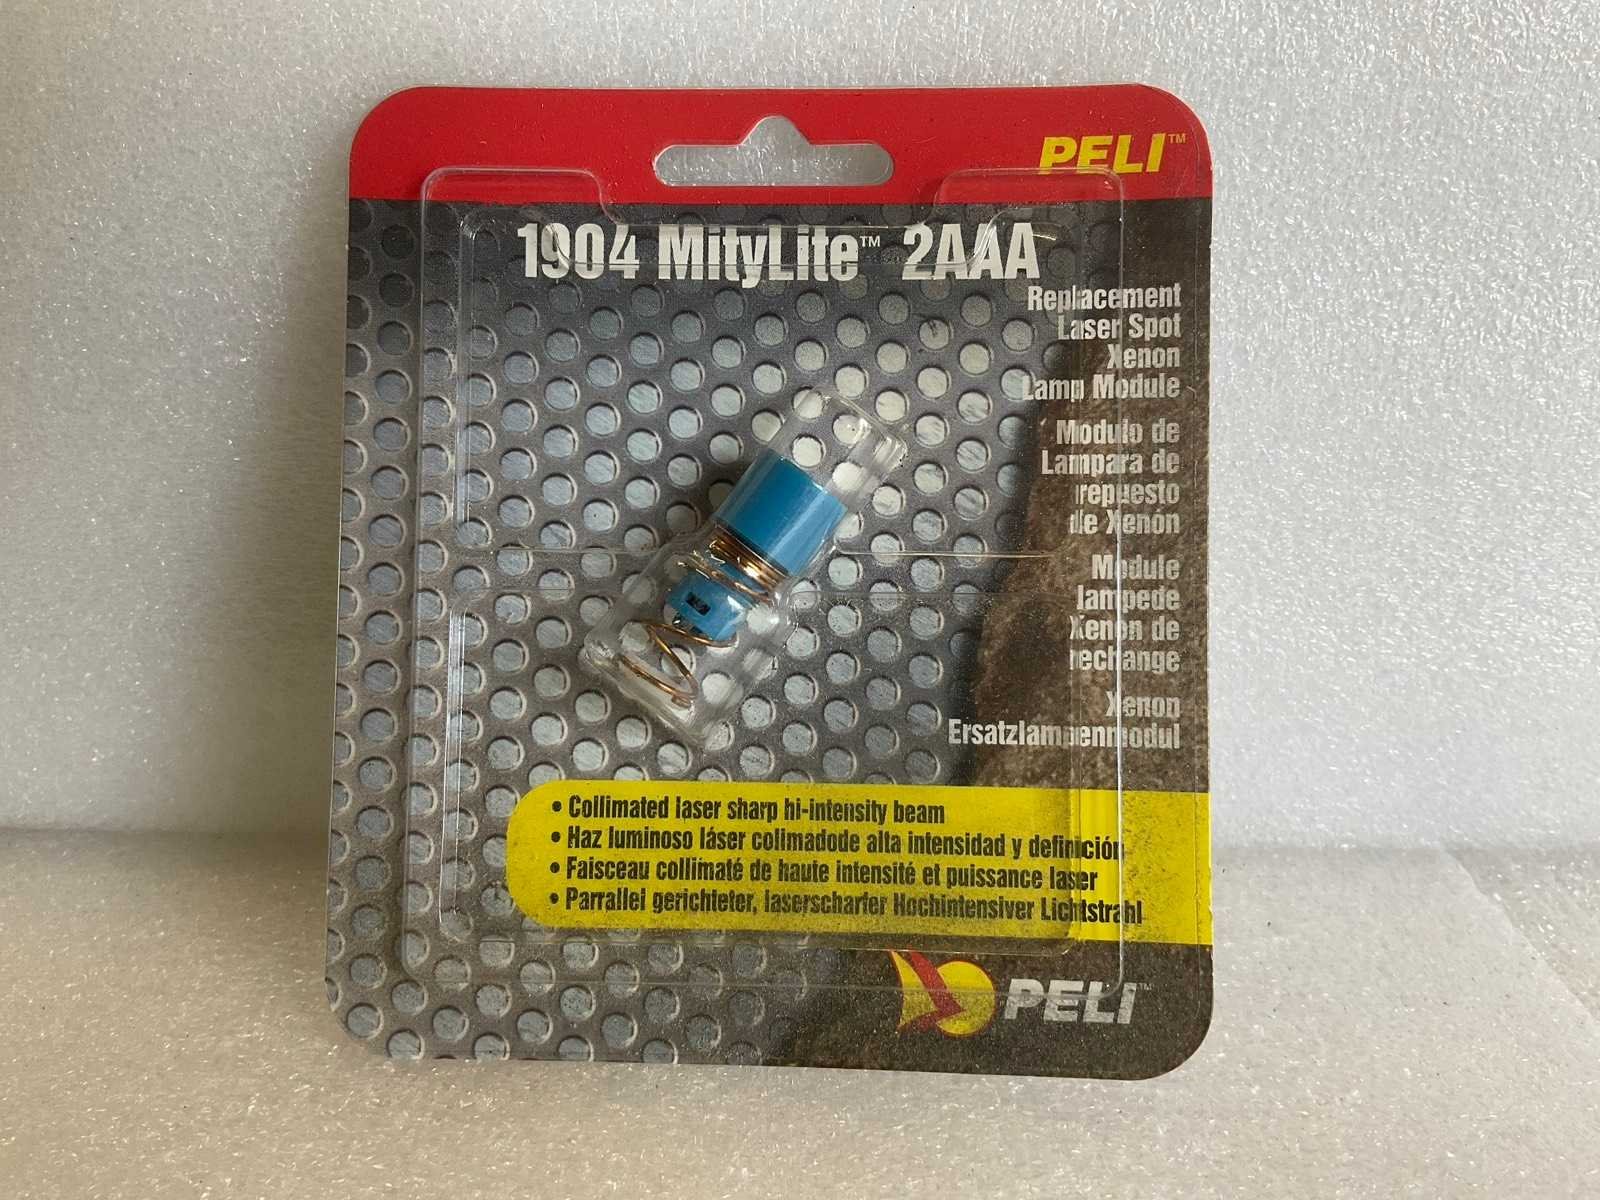 PELI™
1904 MityLite™ 2AAA
Replacement
Laser Spot
Xenon
Lamp Module
Modulo de
Lampara de
repuesto
de Xenón
Module
lampede
Xenon de
rechange
Xenon
Ersatzlampenmodul
• Collimated laser sharp hi-intensity beam
• Haz luminoso láser colimadode alta intensidad y definición
• Faisceau collimaté de haute intensité et puissance laser
• Parrallel gerichteter, laserscharfer Hochintensiver Lichtstrahl
PELI™